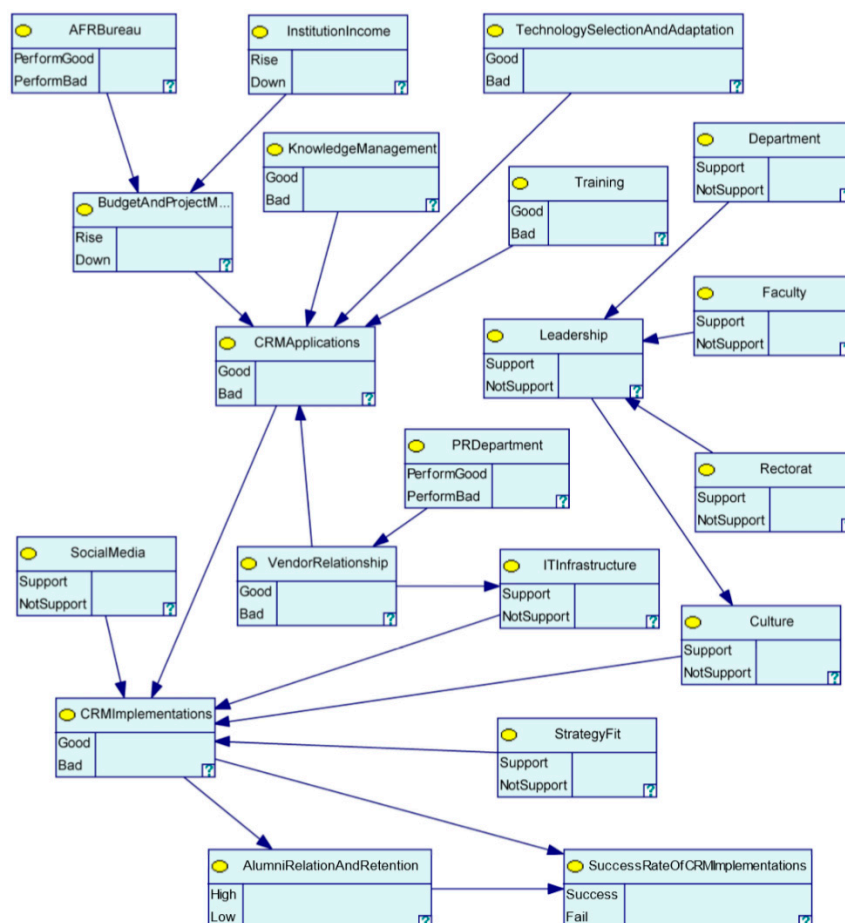 AFRBureau
PerformGood
PerformBad
?
InstitutionIncome
Rise
Down
?
TechnologySelectionAndAdaptation
Good
Bad
?
KnowledgeManagement
Good
Bad
?
Department
Support
NotSupport
?
Training
Good
Bad
?
BudgetAndProjectM...
Rise
Down
?
Faculty
Support
NotSupport
?
CRMApplications
Good
Bad
?
Leadership
Support
NotSupport
?
PRDepartment
PerformGood
PerformBad
?
Rectorat
Support
NotSupport
?
SocialMedia
Support
NotSupport
?
VendorRelationship
Good
Bad
?
ITInfrastructure
Support
NotSupport
?
Culture
Support
NotSupport
?
CRMImplementations
Good
Bad
?
StrategyFit
Support
NotSupport
?
AlumniRelationAndRetention
High
Low
?
SuccessRateOfCRMImplementations
Success
Fail
?